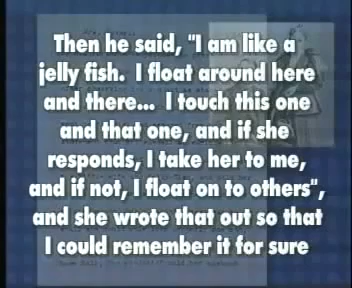 Then he said, "I am like a
jelly fish. I float around here
and there... I touch this one
and that one, and if she
responds, I take her to me,
and if not, I float on to others",
and she wrote that out so that
I could remember it for sure